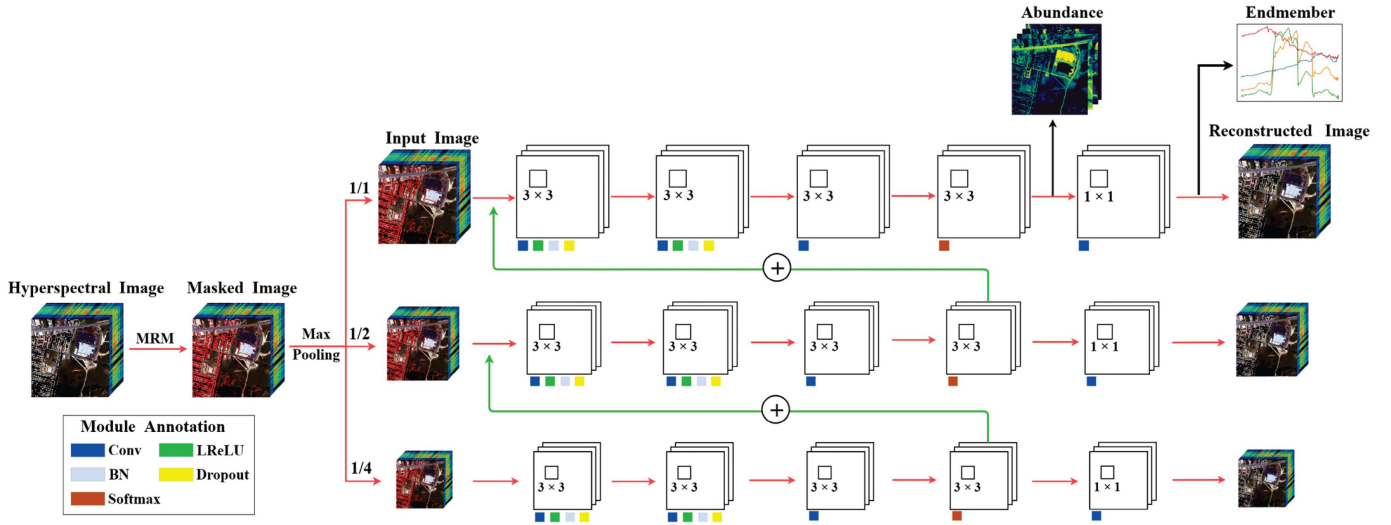 Abundance
Endmember
Input Image
Reconstructed Image
1/1
3 × 3
3 × 3
3 × 3
3 × 3
1 × 1
Hyperspectral Image
Masked Image
MRM
Max
Pooling
1/2
3 × 3
3 × 3
3 × 3
3 × 3
1 × 1
+
+
Module Annotation
Conv
LReLU
BN
Dropout
Softmax
1/4
3 × 3
3 × 3
3 × 3
3 × 3
1 × 1